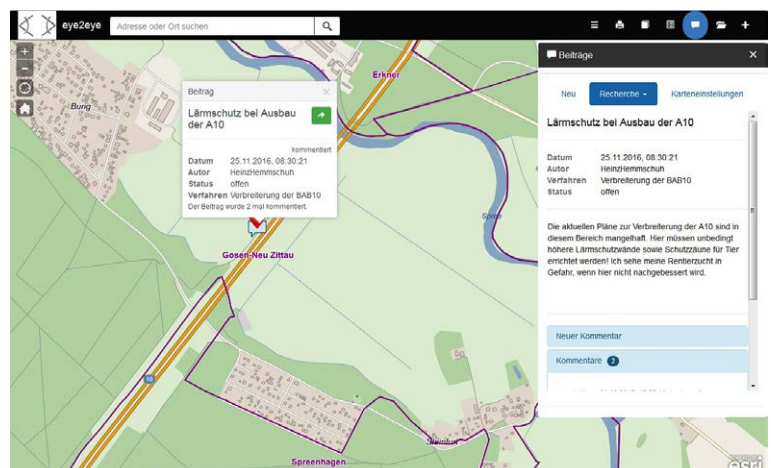 eye2eye
Adresse oder Ort suchen
Beitrag
Lärmschutz bei Ausbau
der A10
kommentiert
Datum 25.11.2016, 08:30:21
Autor HeinzHemmschuh
Status offen
Verfahren Verbreiterung der BAB10
Der Beitrag wurde 2 mal kommentiert.
Erkner
Burig
Spree
Gosen-Neu Zittau
10
Steinfurt
Spreenhagen
Beiträge
Neu Recherche Karteneinstellungen
Lärmschutz bei Ausbau der A10
Datum 25.11.2016, 08:30:21
Autor HeinzHemmschuh
Verfahren Verbreiterung der BAB10
Status offen
Die aktuellen Pläne zur Verbreiterung der A10 sind in
diesem Bereich mangelhaft. Hier müssen unbedingt
höhere Lärmschutzwände sowie Schutzzäune für Tier
errichtet werden! Ich sehe meine Rentierzucht in
Gefahr, wenn hier nicht nachgebessert wird.
Neuer Kommentar
Kommentare 2
esri